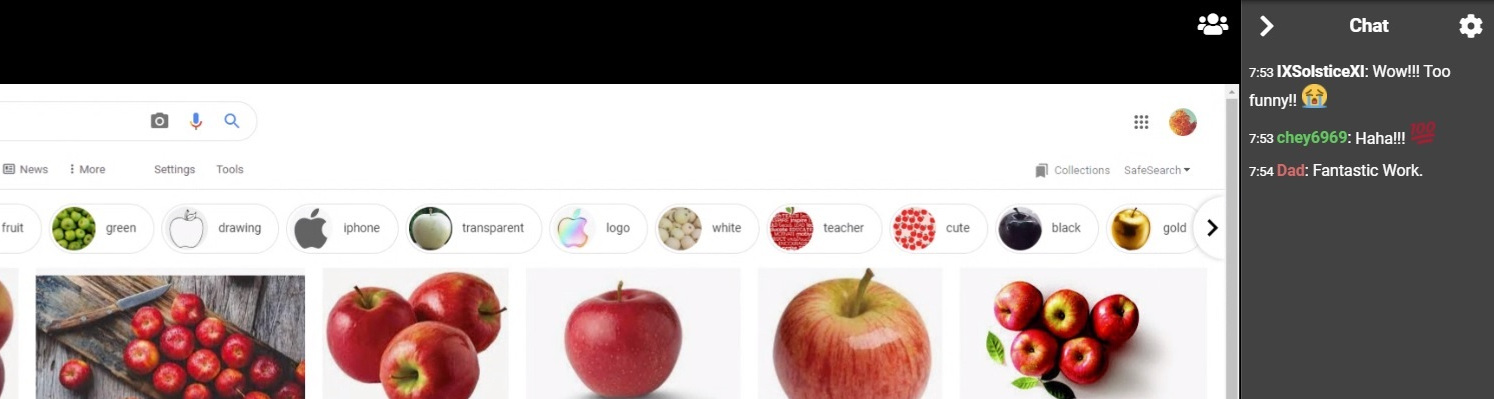 Chat
7:53 IXSolsticeXI: Wow!!! Too
funny!! 😭
7:53 chey6969: Haha!!! 💯
7:54 Dad: Fantastic Work.
News More Settings Tools Collections SafeSearch
fruit green drawing iphone transparent logo white teacher cute black gold